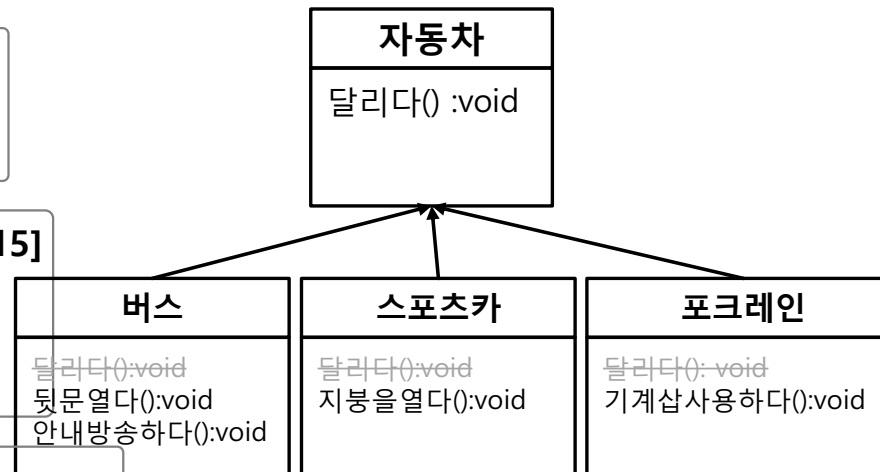 자동차
달리다() :void
15]
버스
달리다():void
뒷문열다():void
안내방송하다():void
스포츠카
달리다():void
지붕을열다():void
포크레인
달리다(): void
기계삽사용하다():void